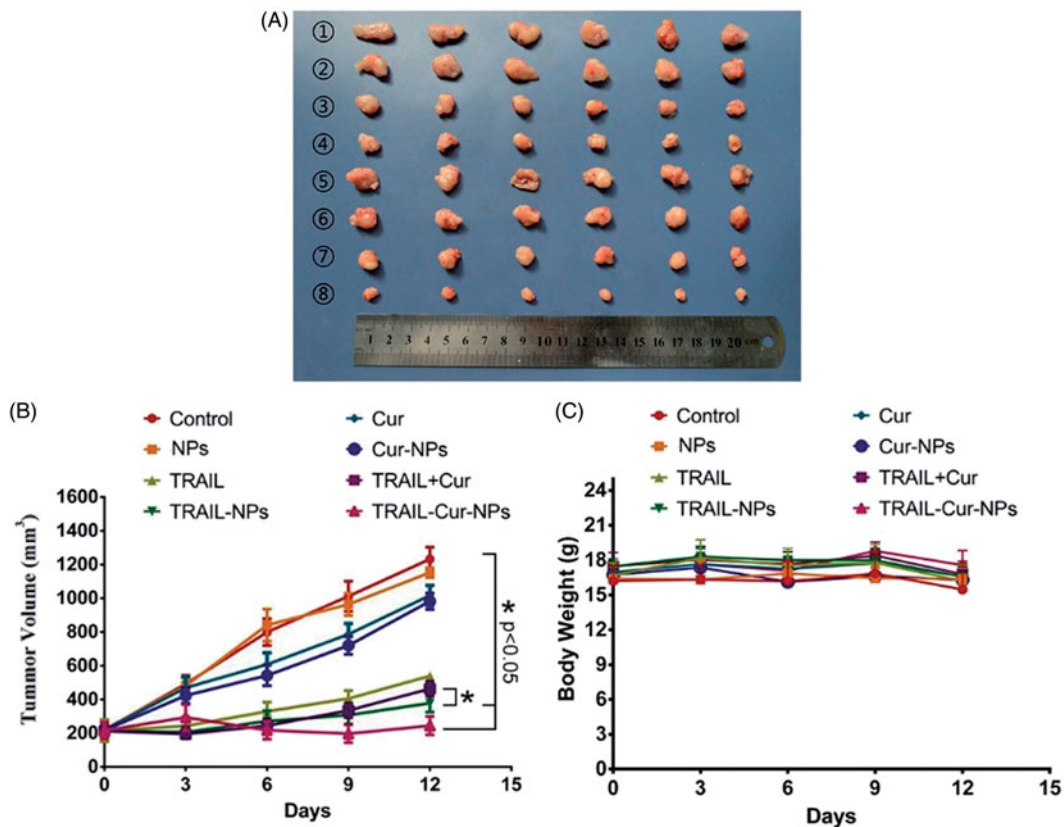 (A)
①
②
③
④
⑤
⑥
⑦
⑧
1 2 3 4 5 6 7 8 9 10 11 12 13 14 15 16 17 18 19 20 cm
(B)
Control Cur
NPs Cur-NPs
TRAIL TRAIL+Cur
TRAIL-NPs TRAIL-Cur-NPs
Tummor Volume (mm³)
1600
1400
1200
1000
800
600
400
200
0
0 3 6 9 12 15
Days
* p<0.05
*
(C)
Control Cur
NPs Cur-NPs
TRAIL TRAIL+Cur
TRAIL-NPs TRAIL-Cur-NPs
Body Weight (g)
24
21
18
15
12
9
6
3
0
0 3 6 9 12 15
Days